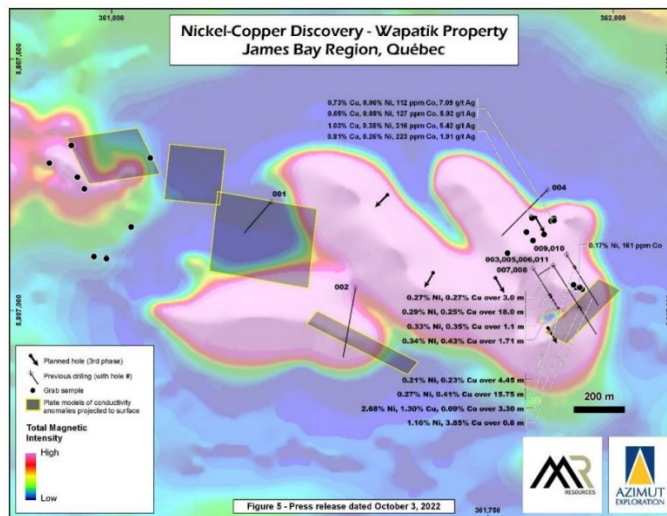 361,000
362,000
Nickel-Copper Discovery - Wapatik Property
James Bay Region, Québec
5,907,500
0.73% Cu, 0.06% Ni, 112 ppm Co, 7.09 g/t Ag
0.65% Cu, 0.08% Ni, 127 ppm Co, 5.92 g/t Ag
1.03% Cu, 0.38% Ni, 316 ppm Co, 5.42 g/t Ag
0.81% Cu, 0.26% Ni, 223 ppm Co, 1.91 g/t Ag
001
004
0.17% Ni, 161 ppm Co
009,010
003,005,006,011
007,008
002
0.27% Ni, 0.27% Cu over 3.0 m
0.29% Ni, 0.25% Cu over 18.0 m
5,907,000
0.33% Ni, 0.35% Cu over 1.1 m
0.34% Ni, 0.43% Cu over 1.71 m
0.21% Ni, 0.23% Cu over 4.45 m
0.27% Ni, 0.41% Cu over 15.75 m
2.68% Ni, 1.30% Cu, 0.09% Co over 3.30 m
1.16% Ni, 3.85% Cu over 0.8 m
200 m
Planned hole (3rd phase)
Previous drilling (with hole #)
Grab sample
Plate models of conductivity
anomalies projected to surface
Total Magnetic
Intensity
High
Low
RESOURCES
AZIMUT
EXPLORATION
Figure 5 - Press release dated October 3, 2022
361,750